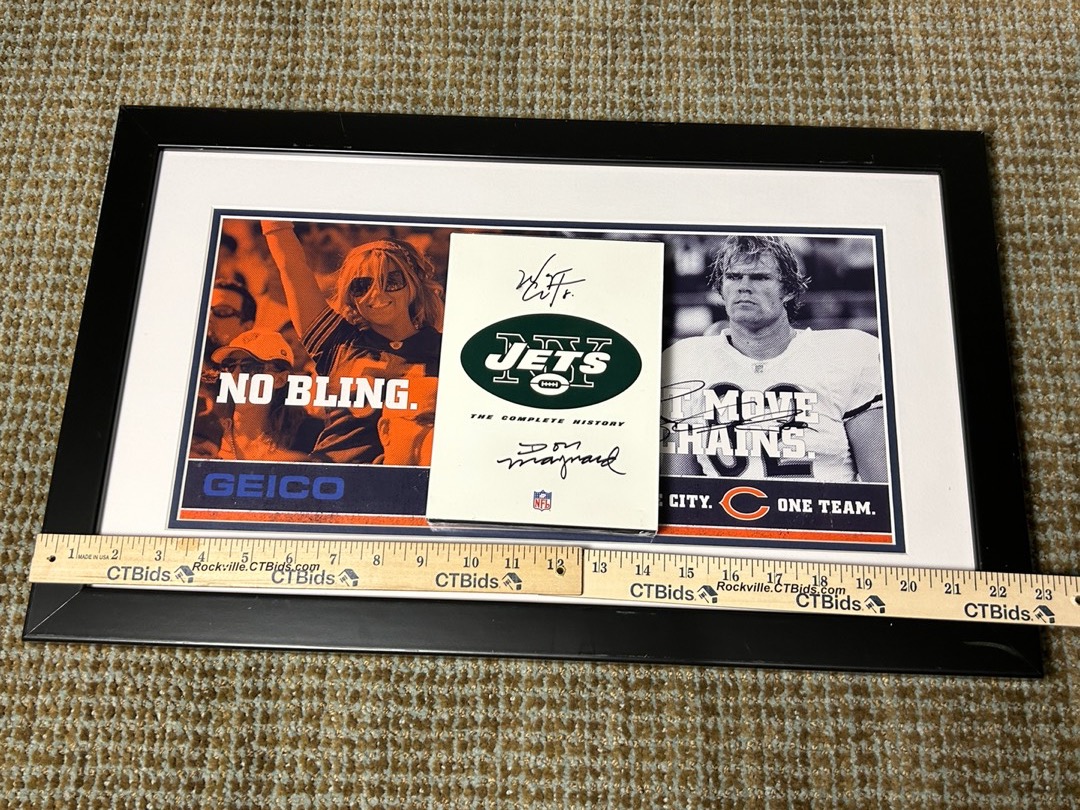 NO BLING.
GEICO
JETS
NY
THE COMPLETE HISTORY
Don
Maynard
NFL
MOVE
CHAINS.
CITY. C ONE TEAM.
1 MADE IN USA 2 3 4 5 6 7 8 9 10 11 12 13 14 15 16 17 18 19 20 21 22 23
CTBids Rockville.CTBids.com CTBids CTBids CTBids Rockville.CTBids.com CTBids CTBids